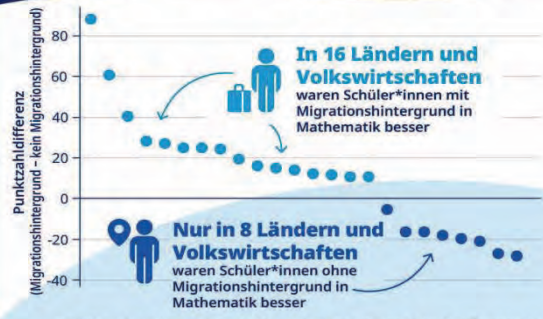 Punktzahldifferenz
(Migrationshintergrund – kein Migrationshintergrund)
80
60
40
20
0
-20
-40
In 16 Ländern und
Volkswirtschaften
waren Schüler*innen mit
Migrationshintergrund in
Mathematik besser
Nur in 8 Ländern und
Volkswirtschaften
waren Schüler*innen ohne
Migrationshintergrund in
Mathematik besser